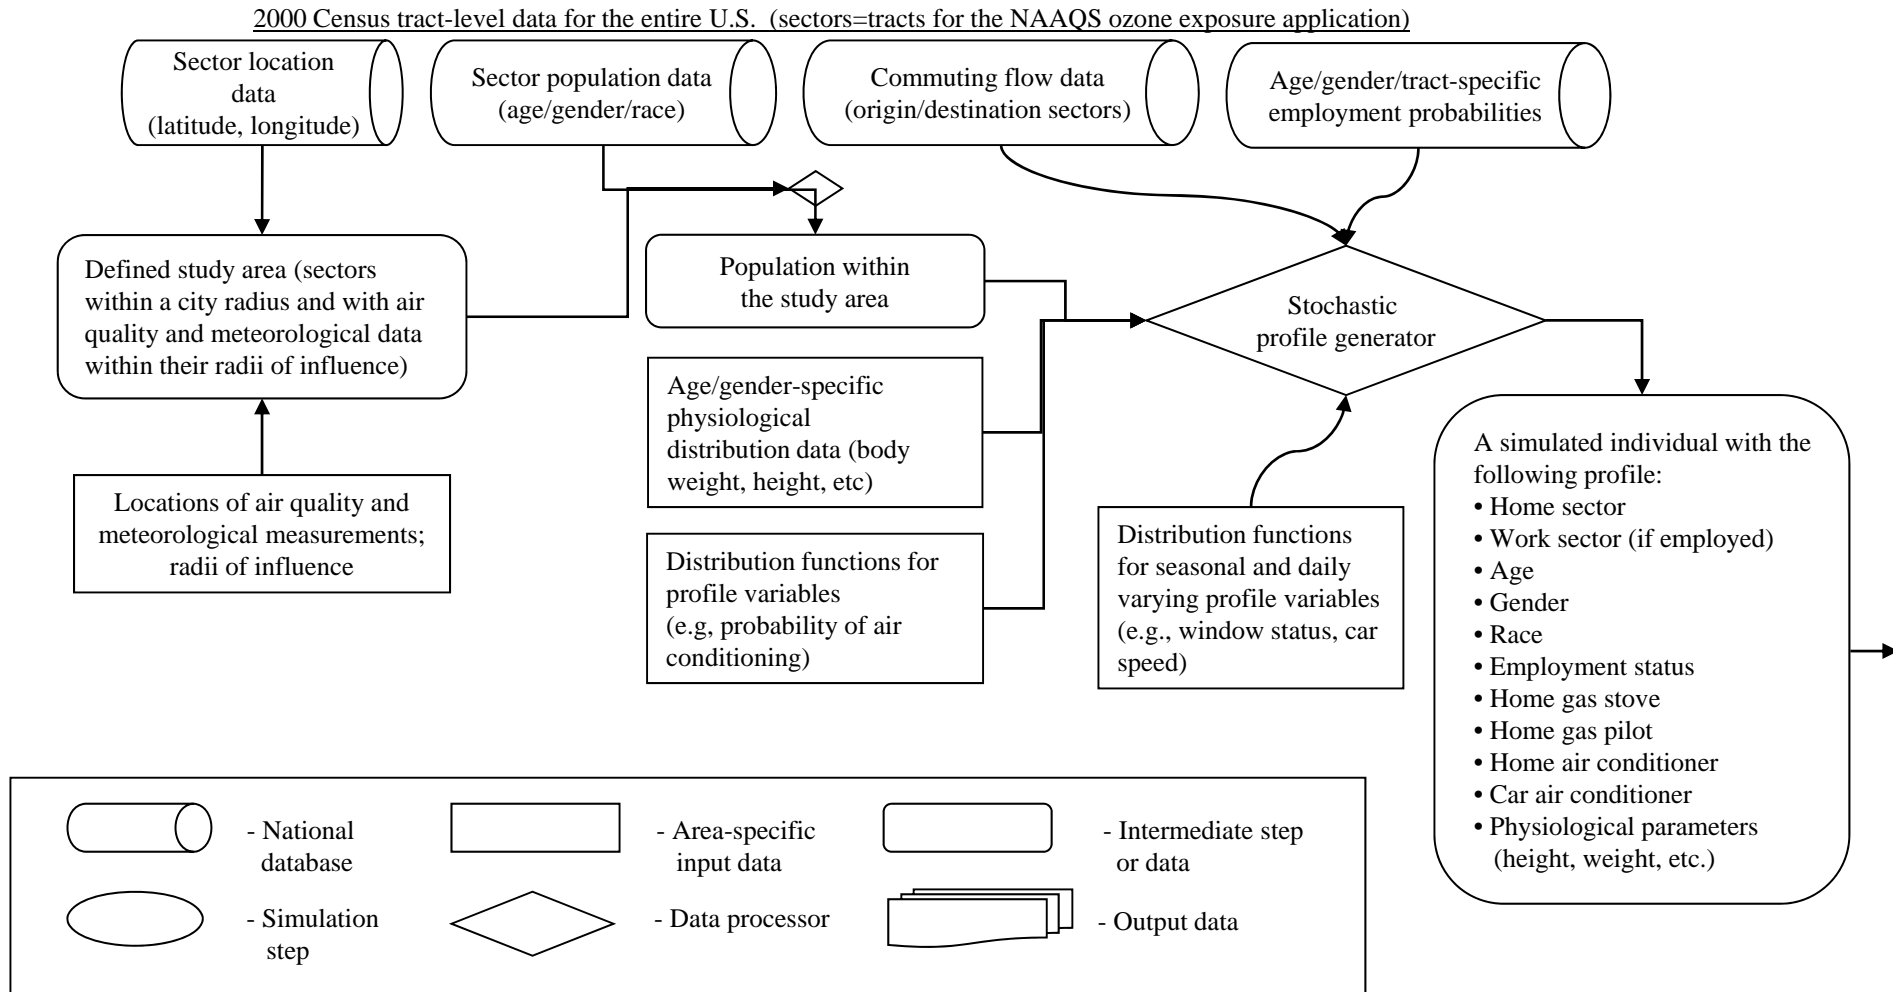 2000 Census tract-level data for the entire U.S. (sectors=tracts for the NAAQS ozone exposure application)
Sector location
data
(latitude, longitude)
Sector population data
(age/gender/race)
Commuting flow data
(origin/destination sectors)
Age/gender/tract-specific
employment probabilities
Defined study area (sectors
within a city radius and with air
quality and meteorological data
within their radii of influence)
Population within
the study area
Stochastic
profile generator
Age/gender-specific
physiological
distribution data (body
weight, height, etc)
Locations of air quality and
meteorological measurements;
radii of influence
Distribution functions for
profile variables
(e.g, probability of air
conditioning)
Distribution functions
for seasonal and daily
varying profile variables
(e.g., window status, car
speed)
A simulated individual with the
following profile:
• Home sector
• Work sector (if employed)
• Age
• Gender
• Race
• Employment status
• Home gas stove
• Home gas pilot
• Home air conditioner
• Car air conditioner
• Physiological parameters
(height, weight, etc.)
- National
database
- Area-specific
input data
- Intermediate step
or data
- Simulation
step
- Data processor
- Output data